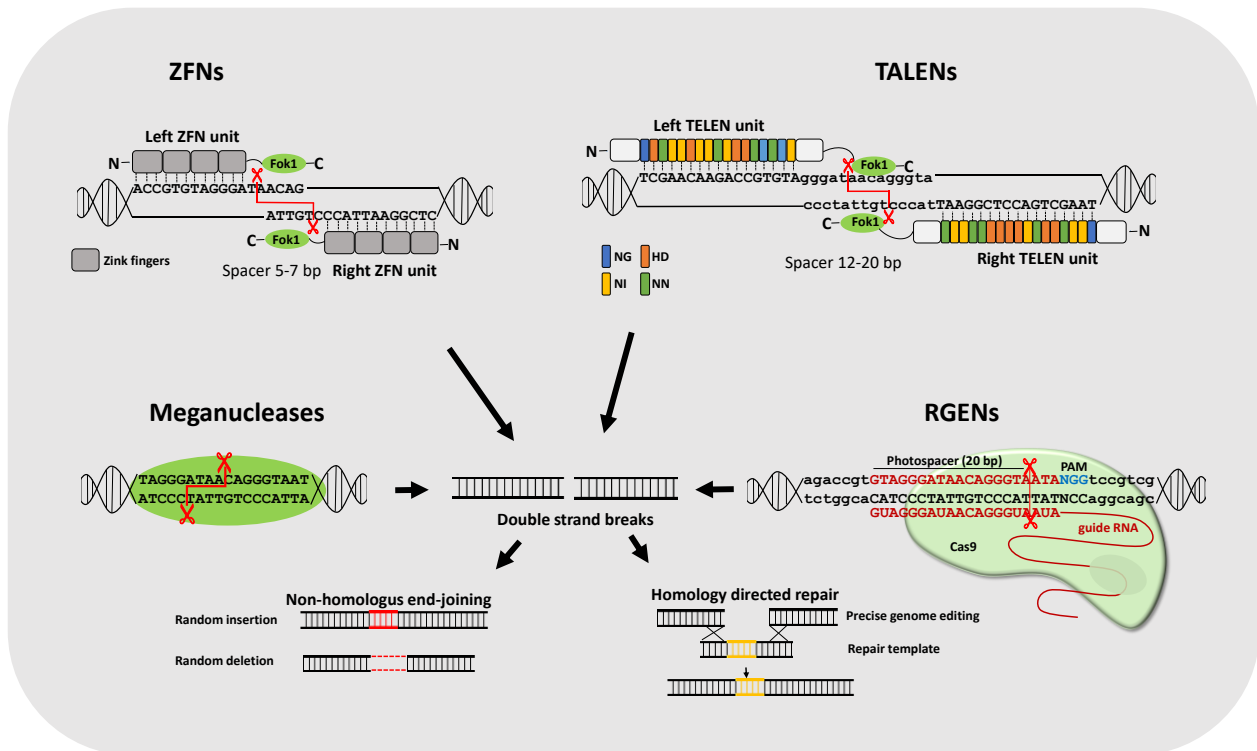 ZFNs
Left ZFN unit
N
Fok1
C
ACCGTGTAGGGATAACAG
ATTGTCCCATTAAGGCTC
C
Fok1
N
Zink fingers
Spacer 5-7 bp
Right ZFN unit
TALENs
Left TELEN unit
N
Fok1
C
TCGAACAAGACCGTGTAgggataacagggta
ccctattgtcccatTAAGGCTCCAGTCGAAT
C
Fok1
N
NG
HD
NI
NN
Spacer 12-20 bp
Right TELEN unit
Meganucleases
TAGGGATAACAGGGTAAT
ATCCCTATTGTCCCATTA
Double strand breaks
RGENs
Photospacer (20 bp)
PAM
agaccgtGTAGGGATAACAGGGTAATANGGtccgtcg
tctggcaCATCCCTATTGTCCCATTATNCCaggcagc
GUAGGGAUAACAGGGUAAUA
guide RNA
Cas9
Non-homologus end-joining
Random insertion
Random deletion
Homology directed repair
Precise genome editing
Repair template